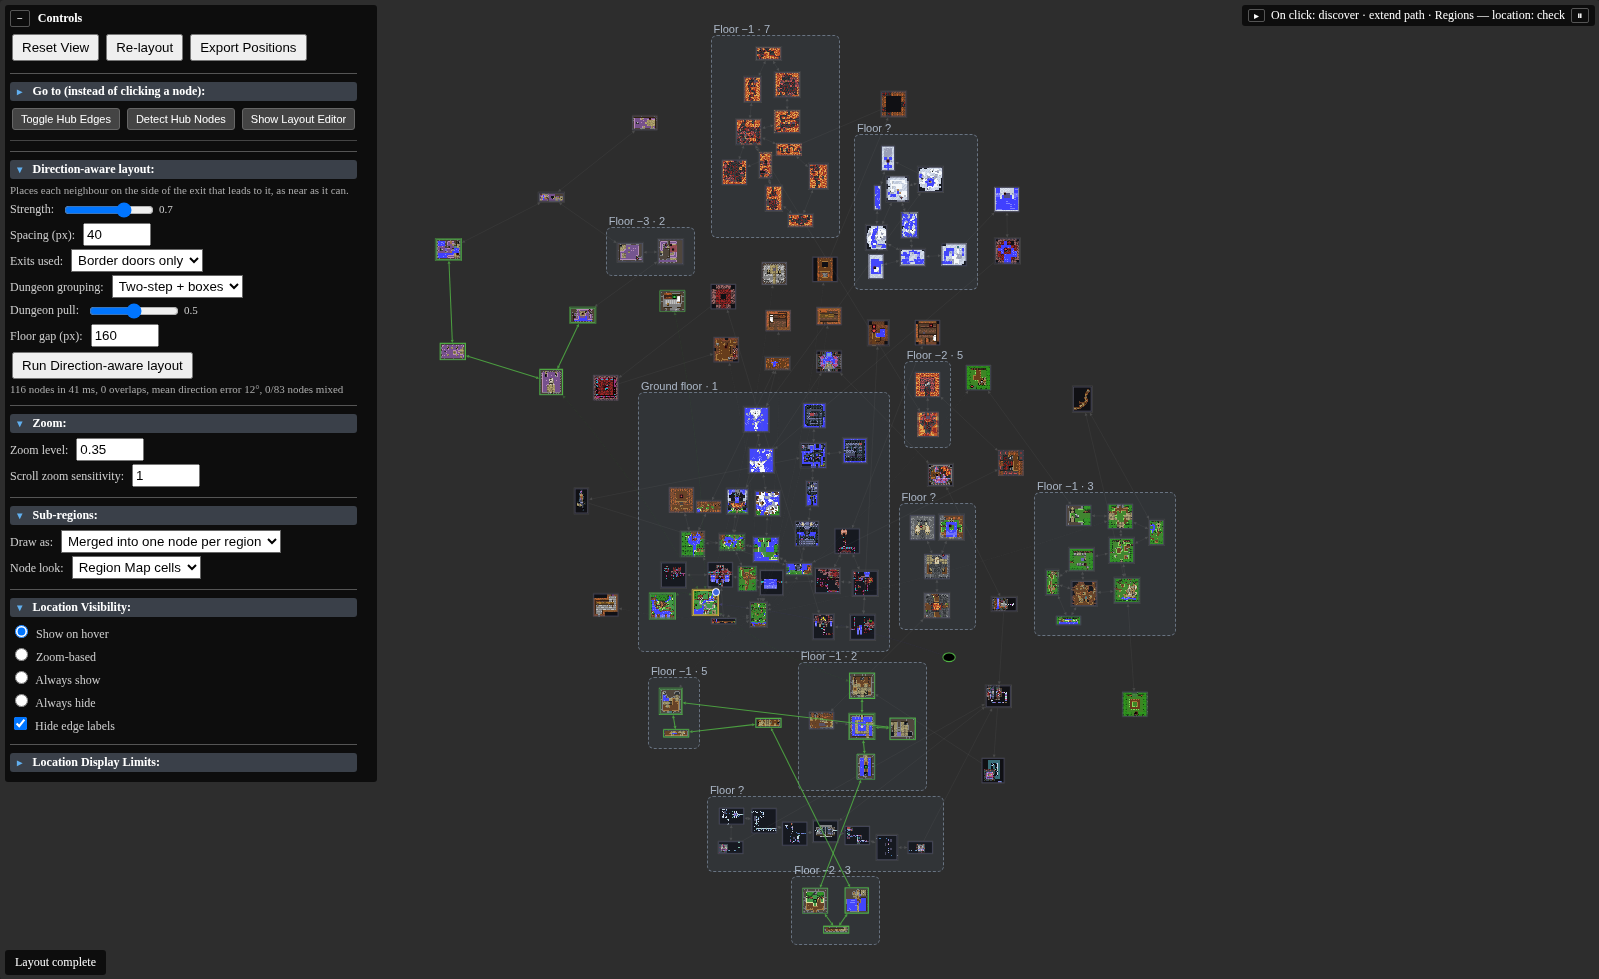 − Controls
Reset View Re-layout Export Positions
▸ Go to (instead of clicking a node):
Toggle Hub Edges Detect Hub Nodes Show Layout Editor
▾ Direction-aware layout:
Places each neighbour on the side of the exit that leads to it, as near as it can.
Strength: 0.7
Spacing (px): 40
Exits used: Border doors only
Dungeon grouping: Two-step + boxes
Dungeon pull: 0.5
Floor gap (px): 160
Run Direction-aware layout
116 nodes in 41 ms, 0 overlaps, mean direction error 12°, 0/83 nodes mixed
▾ Zoom:
Zoom level: 0.35
Scroll zoom sensitivity: 1
▾ Sub-regions:
Draw as: Merged into one node per region
Node look: Region Map cells
▾ Location Visibility:
Show on hover
Zoom-based
Always show
Always hide
Hide edge labels
▸ Location Display Limits:
Layout complete
▸ On click: discover · extend path · Regions — location: check
Floor −1 · 7
Floor ?
Floor −3 · 2
Floor −2 · 5
Ground floor · 1
Floor ?
Floor −1 · 3
Floor −1 · 2
Floor −1 · 5
Floor ?
Floor −2 · 3